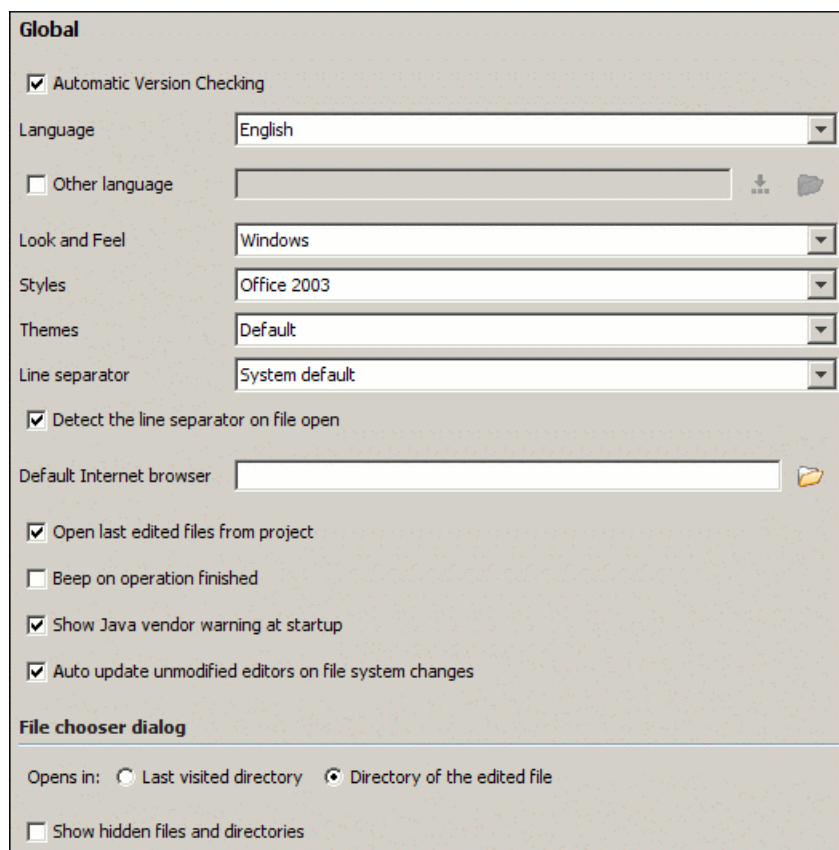 Global
Automatic Version Checking
Language English
Other language
Look and Feel Windows
Styles Office 2003
Themes Default
Line separator System default
Detect the line separator on file open
Default Internet browser
Open last edited files from project
Beep on operation finished
Show Java vendor warning at startup
Auto update unmodified editors on file system changes
File chooser dialog
Opens in: Last visited directory Directory of the edited file
Show hidden files and directories